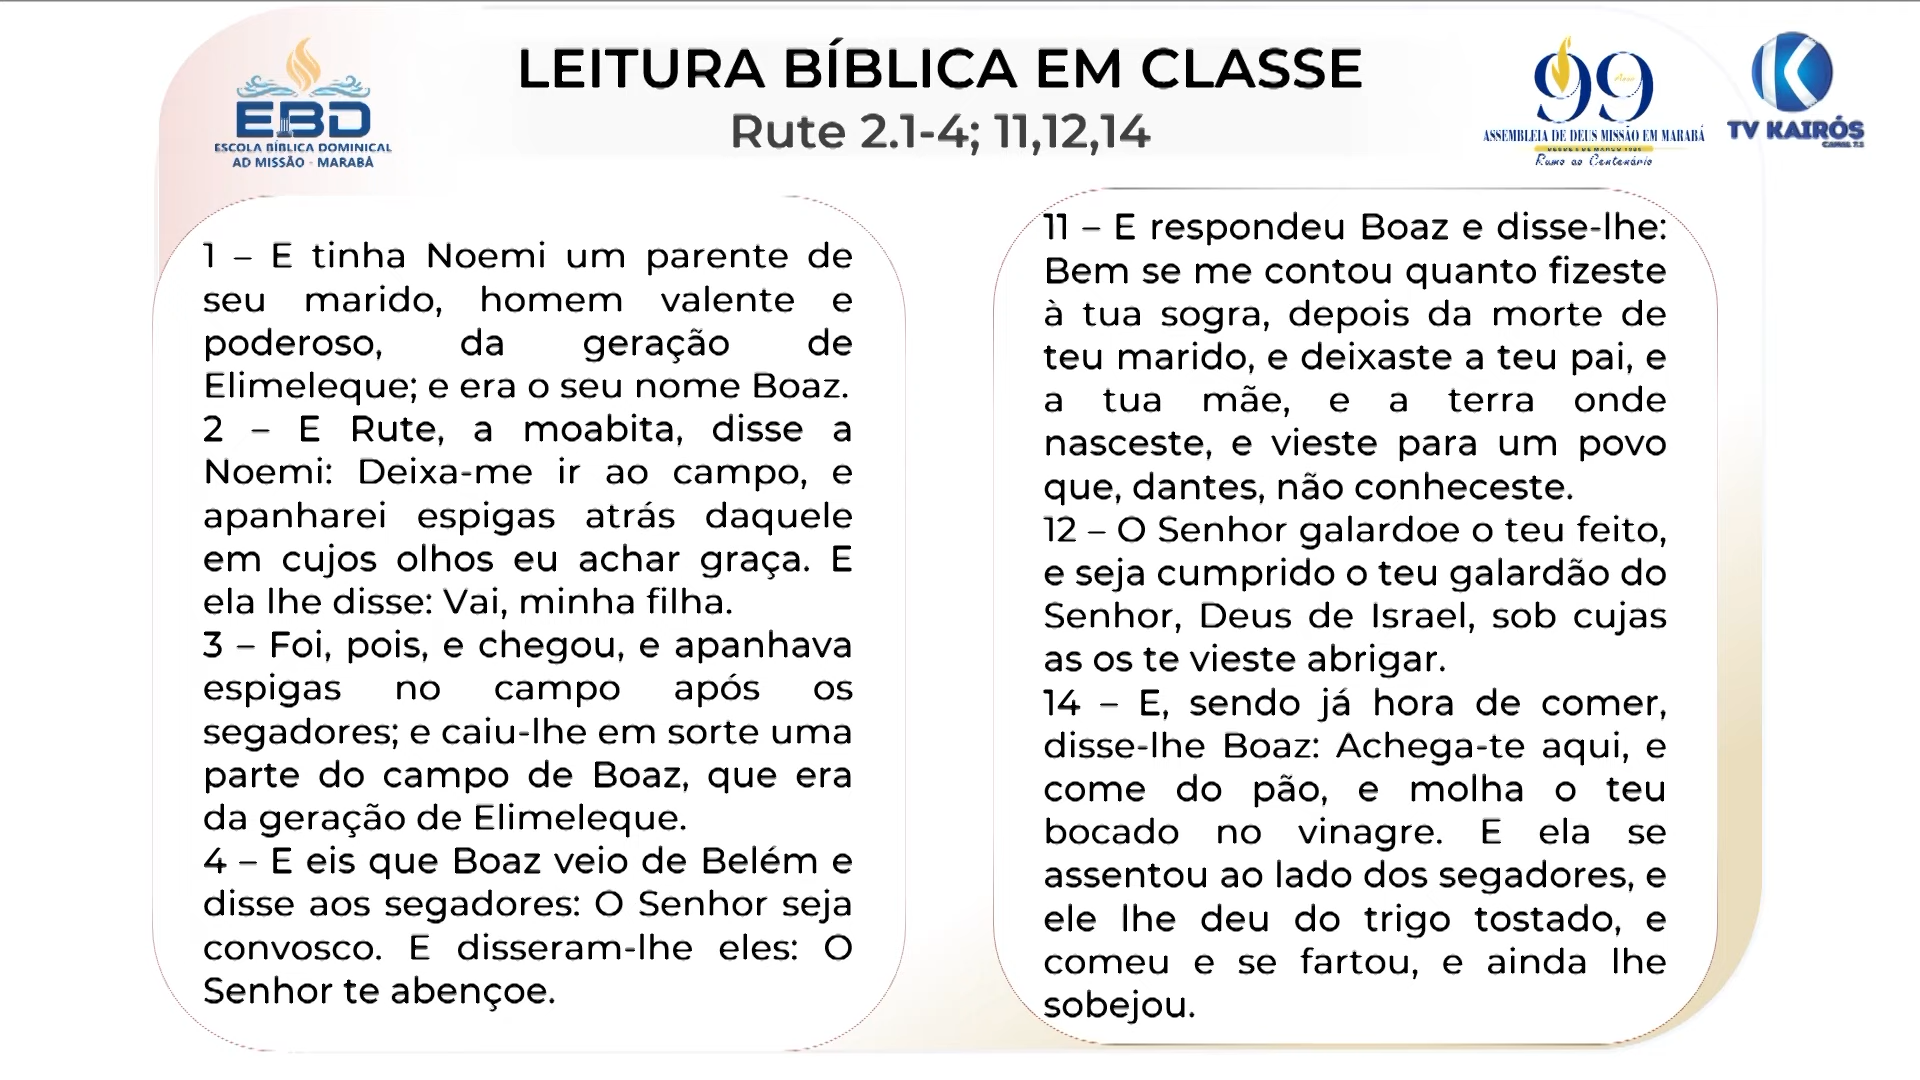 LEITURA BÍBLICA EM CLASSE
Rute 2.1-4; 11,12,14
EBD
ESCOLA BÍBLICA DOMINICAL
AD MISSÃO - MARABÁ
99
Anos
ASSEMBLEIA DE DEUS MISSÃO EM MARABÁ
Rumo ao Centenário
TV KAIRÓS
CANAL 7.2
1 – E tinha Noemi um parente de
seu marido, homem valente e
poderoso, da geração de
Elimeleque; e era o seu nome Boaz.
2 – E Rute, a moabita, disse a
Noemi: Deixa-me ir ao campo, e
apanharei espigas atrás daquele
em cujos olhos eu achar graça. E
ela lhe disse: Vai, minha filha.
3 – Foi, pois, e chegou, e apanhava
espigas no campo após os
segadores; e caiu-lhe em sorte uma
parte do campo de Boaz, que era
da geração de Elimeleque.
4 – E eis que Boaz veio de Belém e
disse aos segadores: O Senhor seja
convosco. E disseram-lhe eles: O
Senhor te abençoe.
11 – E respondeu Boaz e disse-lhe:
Bem se me contou quanto fizeste
à tua sogra, depois da morte de
teu marido, e deixaste a teu pai, e
a tua mãe, e a terra onde
nasceste, e vieste para um povo
que, dantes, não conheceste.
12 – O Senhor galardoe o teu feito,
e seja cumprido o teu galardão do
Senhor, Deus de Israel, sob cujas
as os te vieste abrigar.
14 – E, sendo já hora de comer,
disse-lhe Boaz: Achega-te aqui, e
come do pão, e molha o teu
bocado no vinagre. E ela se
assentou ao lado dos segadores, e
ele lhe deu do trigo tostado, e
comeu e se fartou, e ainda lhe
sobejou.